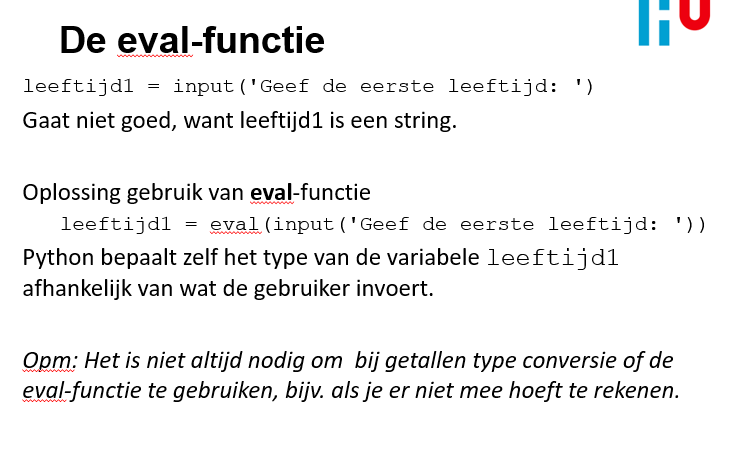 De eval-functie
leeftijd1 = input('Geef de eerste leeftijd: ')
Gaat niet goed, want leeftijd1 is een string.
Oplossing gebruik van eval-functie
leeftijd1 = eval(input('Geef de eerste leeftijd: '))
Python bepaalt zelf het type van de variabele leeftijd1
afhankelijk van wat de gebruiker invoert.
Opm: Het is niet altijd nodig om  bij getallen type conversie of de
eval-functie te gebruiken, bijv. als je er niet mee hoeft te rekenen.